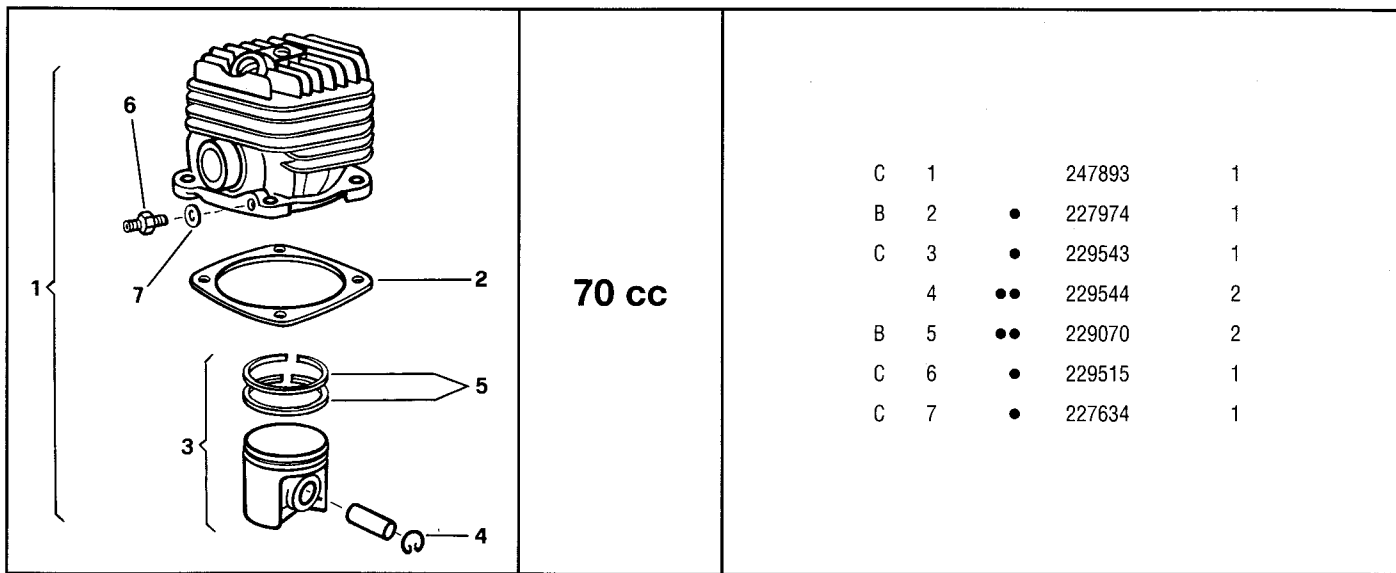 6
1
7
2
5
3
4
70 cc
C 1 247893 1
B 2 • 227974 1
C 3 • 229543 1
4 •• 229544 2
B 5 •• 229070 2
C 6 • 229515 1
C 7 • 227634 1